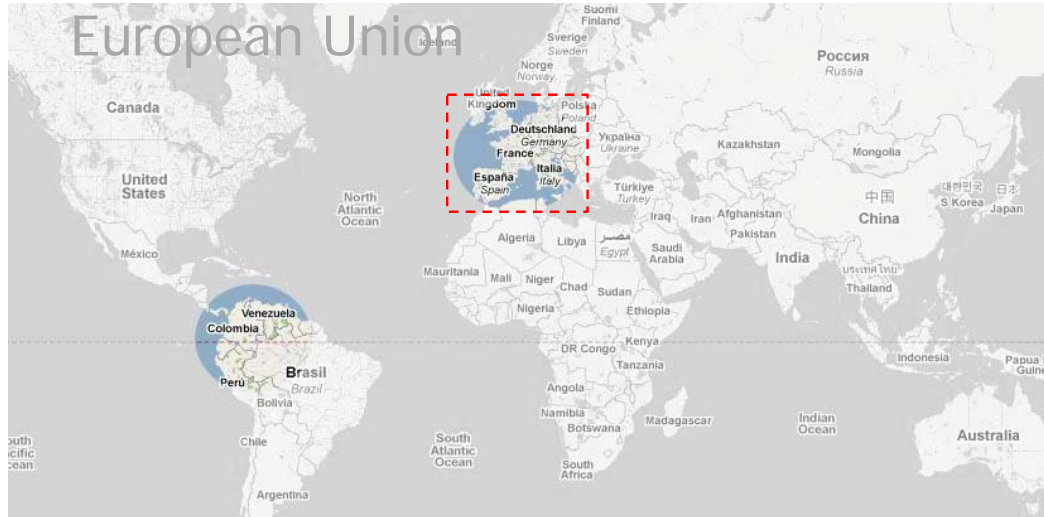 European Union
Suomi
Finland
Iceland
Sverige
Sweden
Norge
Norway
Россия
Russia
Canada
United
Kingdom
Polska
Poland
Deutschland
Germany
Україна
Ukraine
Kazakhstan
Mongolia
France
Italia
Italy
United
States
España
Spain
Türkiye
Turkey
North
Atlantic
Ocean
中国
China
대한민국
S Korea
日本
Japan
Iraq
Iran
Afghanistan
Pakistan
Algeria
Libya
مصر
Egypt
Saudi
Arabia
India
México
Mauritania
Mali
Niger
Chad
Sudan
ประเทศไทย
Thailand
Nigeria
Ethiopia
Venezuela
Colombia
DR Congo
Kenya
Tanzania
Indonesia
Papua
Guine
Perú
Brasil
Brazil
Bolivia
Angola
Namibia
Botswana
Madagascar
Indian
Ocean
Chile
South
Atlantic
Ocean
outh
cific
cean
Australia
South
Africa
Argentina